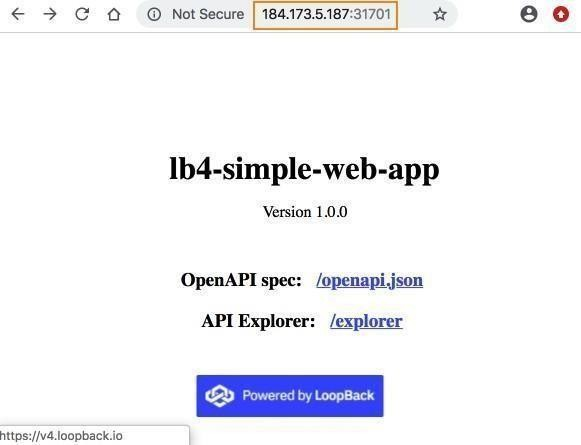 Not Secure 184.173.5.187:31701
lb4-simple-web-app
Version 1.0.0
OpenAPI spec: /openapi.json
API Explorer: /explorer
Powered by LoopBack
https://v4.loopback.io